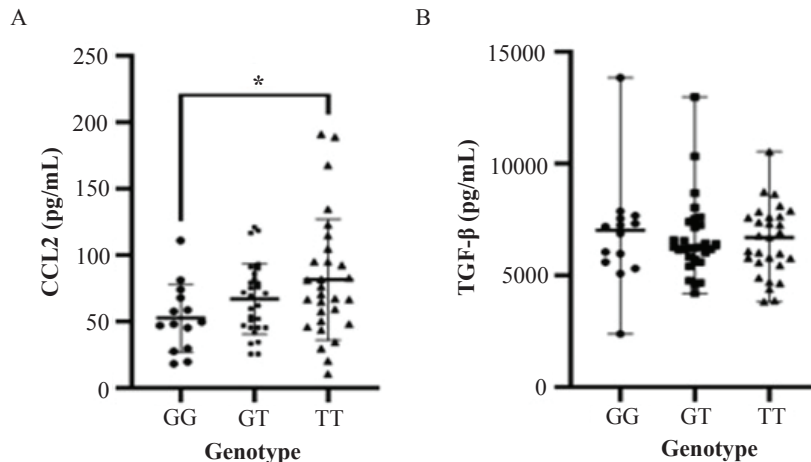 A
250
200
150
100
50
0
CCL2 (pg/mL)
*
GG GT TT
Genotype
B
15000
10000
5000
0
TGF-β (pg/mL)
GG GT TT
Genotype